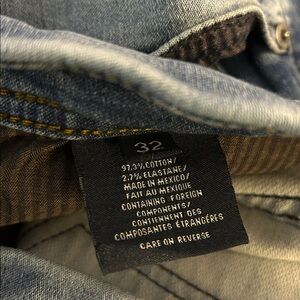 32
97.3% COTTON/
2.7% ELASTANE/
MADE IN MEXICO/
FAIT AU MEXIQUE
CONTAINING FOREIGN
COMPONENTS/
CONTIENMENT DES
COMPOSANTES ÉTRANGÈRES
CARE ON REVERSE